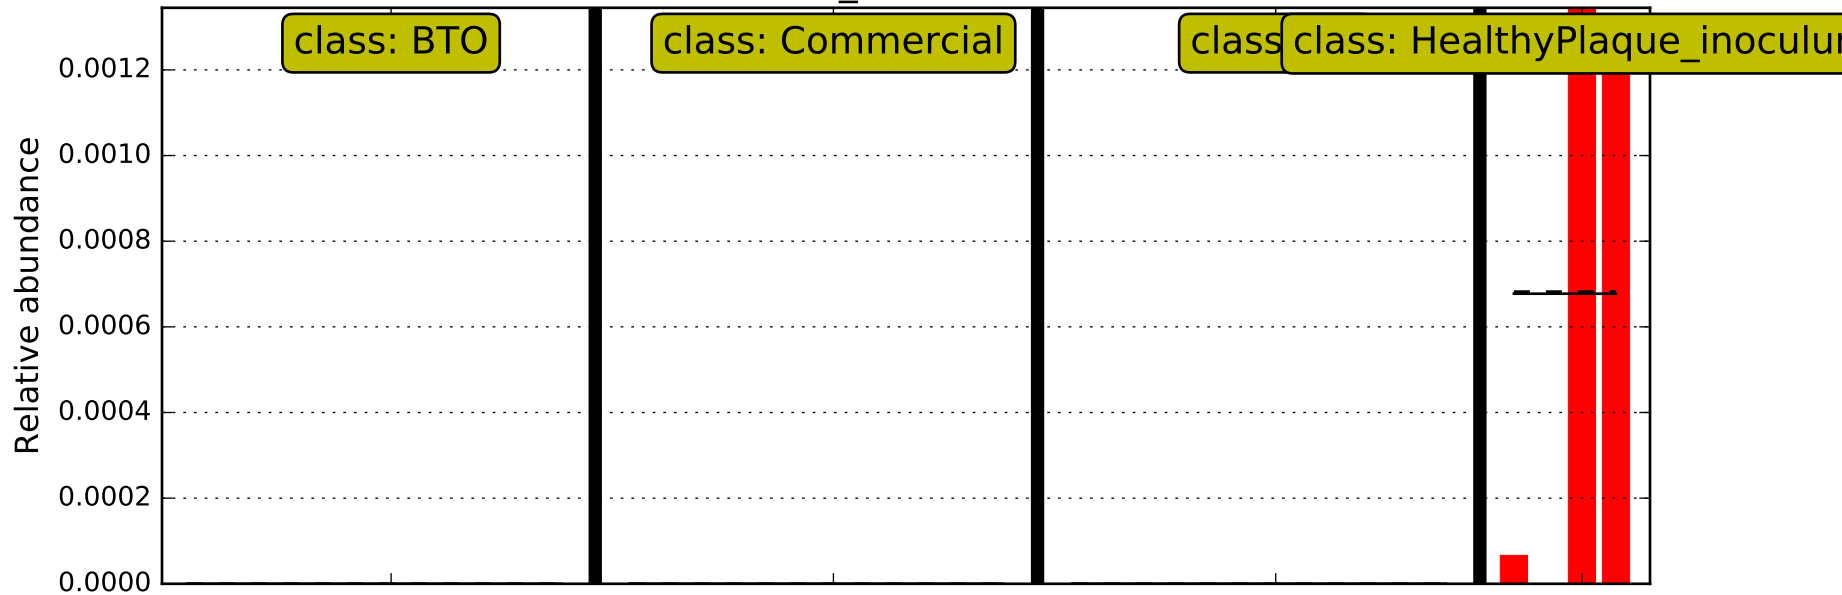 class: BTO
class: Commercial
class
class: HealthyPlaque_inoculu
Relative abundance
0.0012
0.0010
0.0008
0.0006
0.0004
0.0002
0.0000